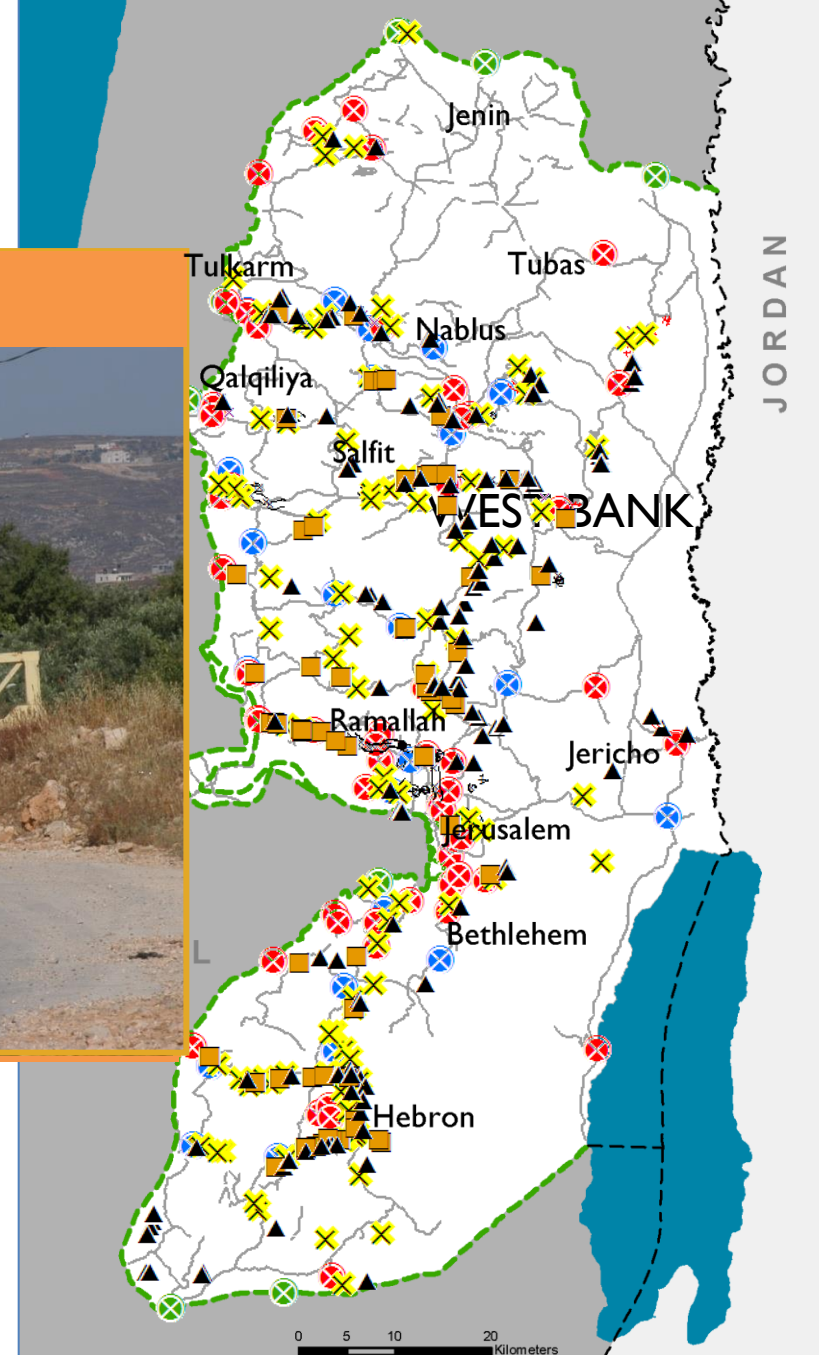 Jenin
Tulkarm
Tubas
JORDAN
Nablus
Qalqiliya
Salfit
WEST BANK
Ramallah
Jericho
Jerusalem
Bethlehem
L
Hebron
0 5 10 20
Kilometers